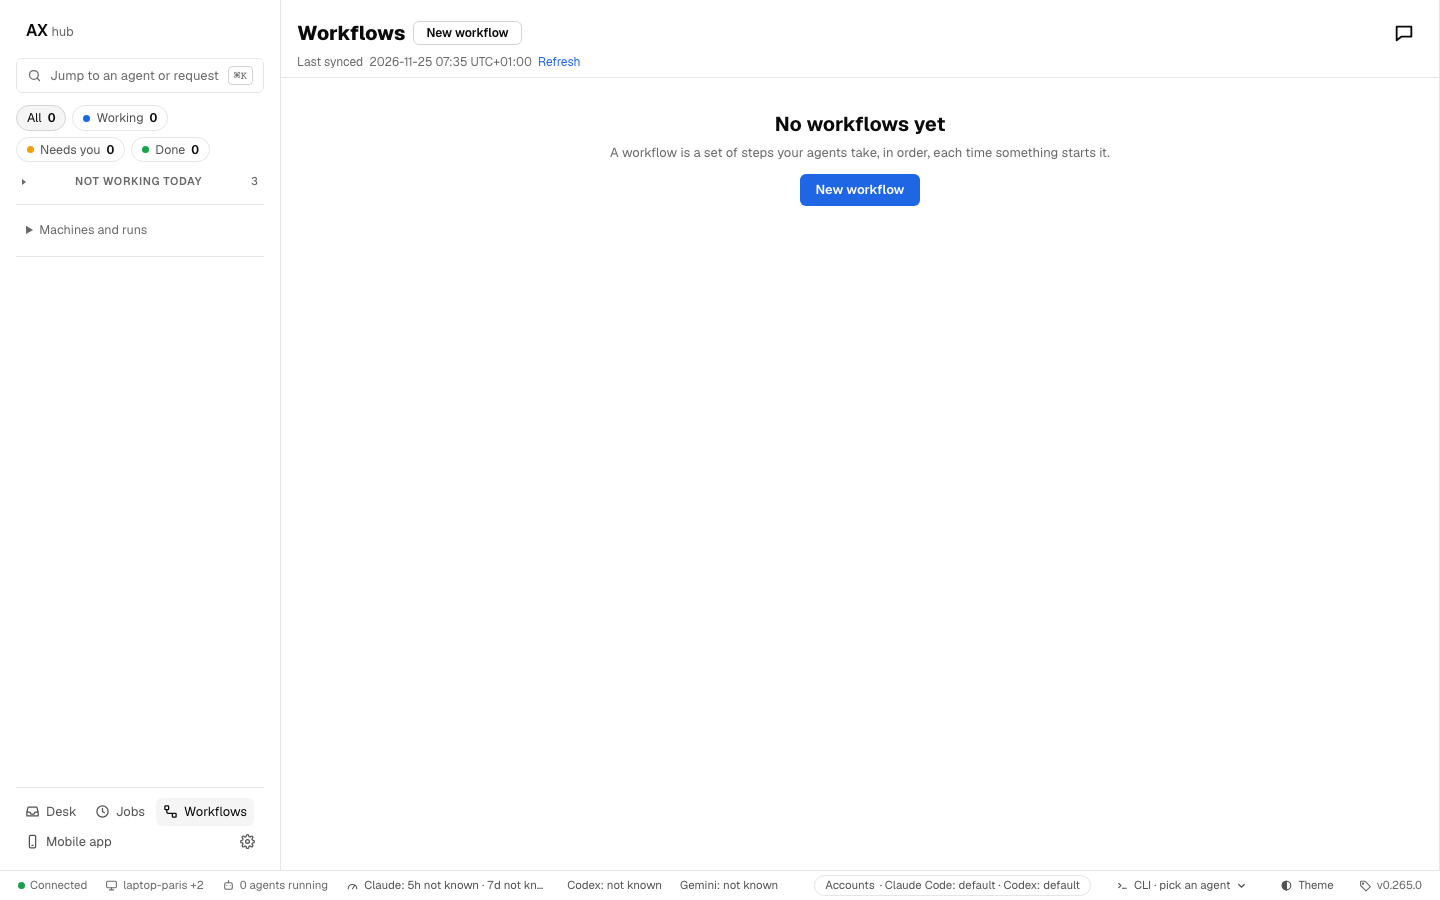 AX hub
Jump to an agent or request ⌘K
All 0
Working 0
Needs you 0
Done 0
NOT WORKING TODAY 3
Machines and runs
Desk
Jobs
Workflows
Mobile app
Workflows
New workflow
Last synced 2026-11-25 07:35 UTC+01:00 Refresh
No workflows yet
A workflow is a set of steps your agents take, in order, each time something starts it.
New workflow
Connected
laptop-paris +2
0 agents running
Claude: 5h not known · 7d not kn…
Codex: not known
Gemini: not known
Accounts · Claude Code: default · Codex: default
CLI · pick an agent
Theme
v0.265.0